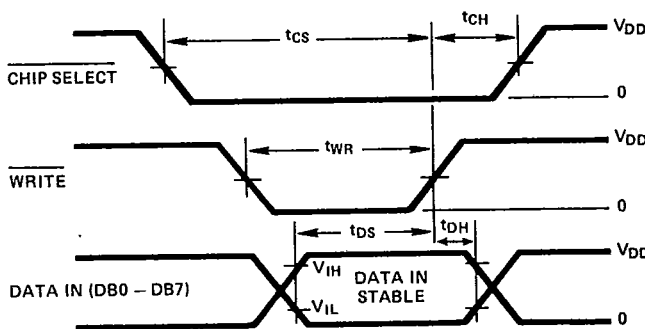 tCS
tCH
VDD
CHIP SELECT
0
tWR
VDD
WRITE
0
tDS
tDH
VDD
VIH
DATA IN (DB0 – DB7)
DATA IN
STABLE
VIL
0